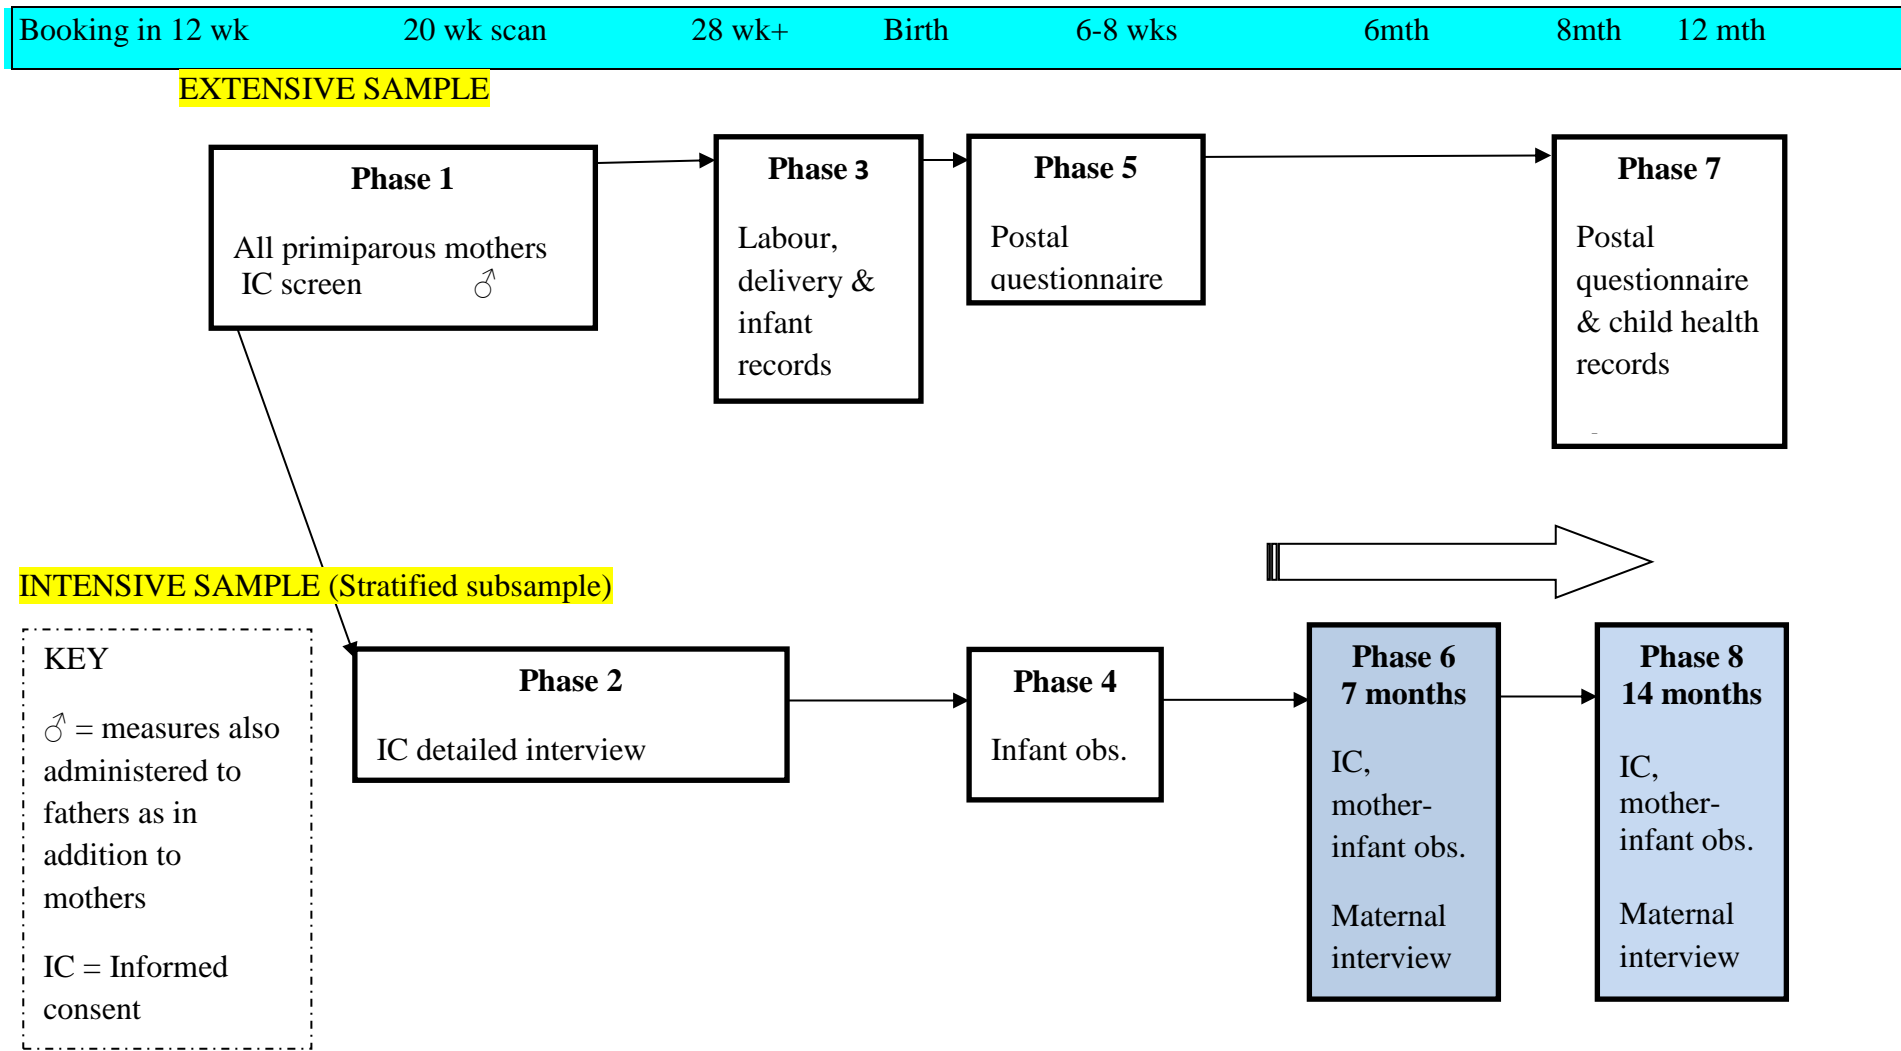 Booking in 12 wk 20 wk scan 28 wk+ Birth 6-8 wks 6mth 8mth 12 mth
EXTENSIVE SAMPLE
Phase 1
All primiparous mothers
IC screen ♂
Phase 3
Labour,
delivery &
infant
records
Phase 5
Postal
questionnaire
Phase 7
Postal
questionnaire
& child health
records
INTENSIVE SAMPLE (Stratified subsample)
KEY
♂ = measures also
administered to
fathers as in
addition to
mothers
IC = Informed
consent
Phase 2
IC detailed interview
Phase 4
Infant obs.
Phase 6
7 months
IC,
mother-
infant obs.
Maternal
interview
Phase 8
14 months
IC,
mother-
infant obs.
Maternal
interview